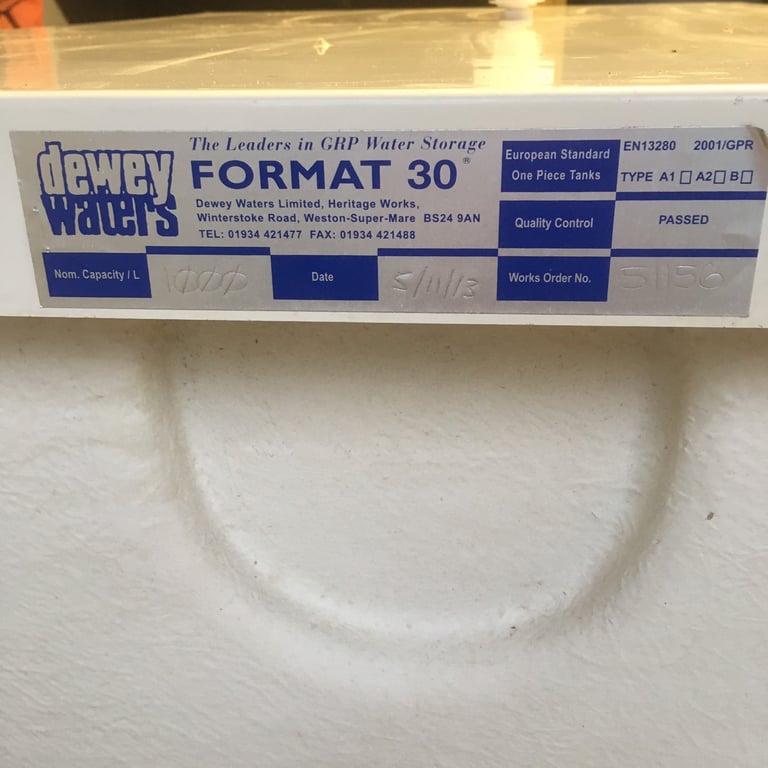 dewey
waters
The Leaders in GRP Water Storage
FORMAT 30®
Dewey Waters Limited, Heritage Works,
Winterstoke Road, Weston-Super-Mare BS24 9AN
TEL: 01934 421477 FAX: 01934 421488
European Standard
One Piece Tanks
EN13280 2001/GPR
TYPE A1 □ A2 □ B □
Quality Control
PASSED
Nom. Capacity / L
1000
Date
5/11/13
Works Order No.
51156